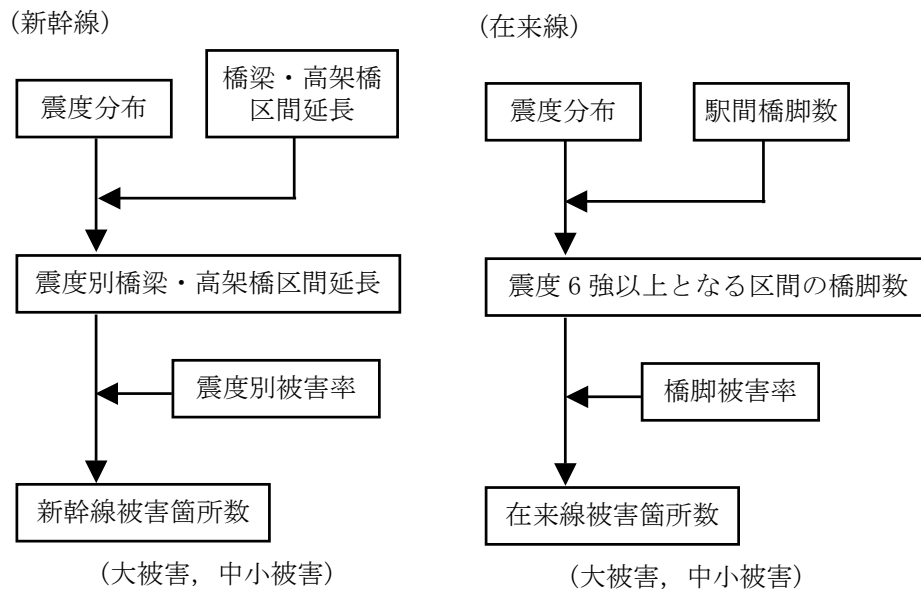 (新幹線)
震度分布
橋梁・高架橋
区間延長
震度別橋梁・高架橋区間延長
震度別被害率
新幹線被害箇所数
(大被害，中小被害)
(在来線)
震度分布
駅間橋脚数
震度６強以上となる区間の橋脚数
橋脚被害率
在来線被害箇所数
(大被害，中小被害)